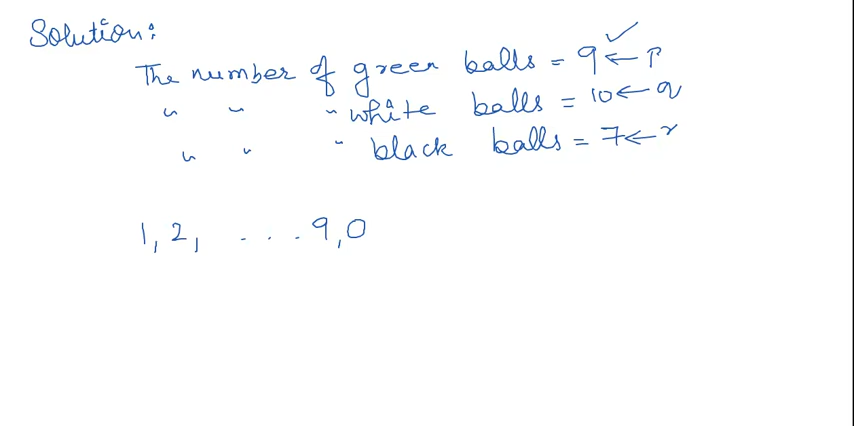 Solution:
The number of green balls = 9 ← p
" " " white balls = 10 ← q
" " " black balls = 7 ← r
1, 2, . . . . 9, 0